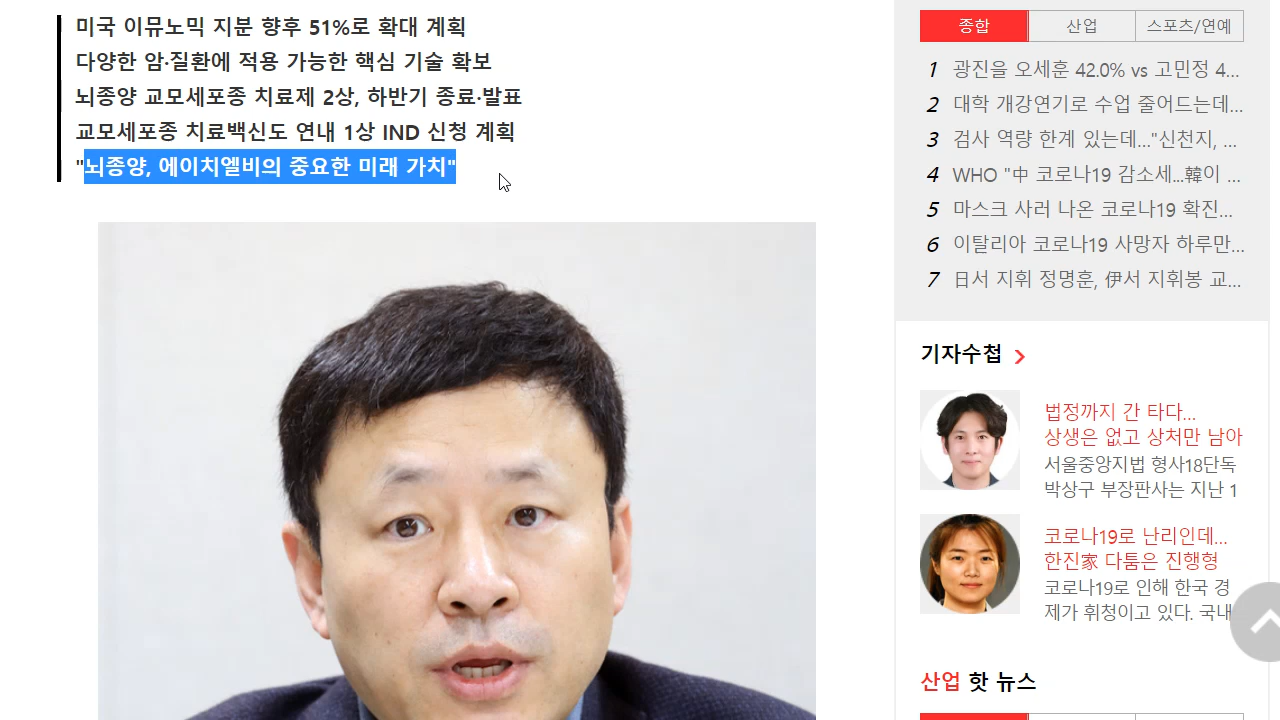 미국 이뮤노믹 지분 향후 51%로 확대 계획
다양한 암·질환에 적용 가능한 핵심 기술 확보
뇌종양 교모세포종 치료제 2상, 하반기 종료·발표
교모세포종 치료백신도 연내 1상 IND 신청 계획
"뇌종양, 에이치엘비의 중요한 미래 가치"
종합
산업
스포츠/연예
1 광진을 오세훈 42.0% vs 고민정 4...
2 대학 개강연기로 수업 줄어드는데...
3 검사 역량 한계 있는데..."신천지, ...
4 WHO "中 코로나19 감소세...韓이 ...
5 마스크 사러 나온 코로나19 확진...
6 이탈리아 코로나19 사망자 하루만...
7 日서 지휘 정명훈, 伊서 지휘봉 교...
기자수첩
법정까지 간 타다...
상생은 없고 상처만 남아
서울중앙지법 형사18단독
박상구 부장판사는 지난 1
코로나19로 난리인데...
한진家 다툼은 진행형
코로나19로 인해 한국 경
제가 휘청이고 있다. 국내
산업 핫 뉴스